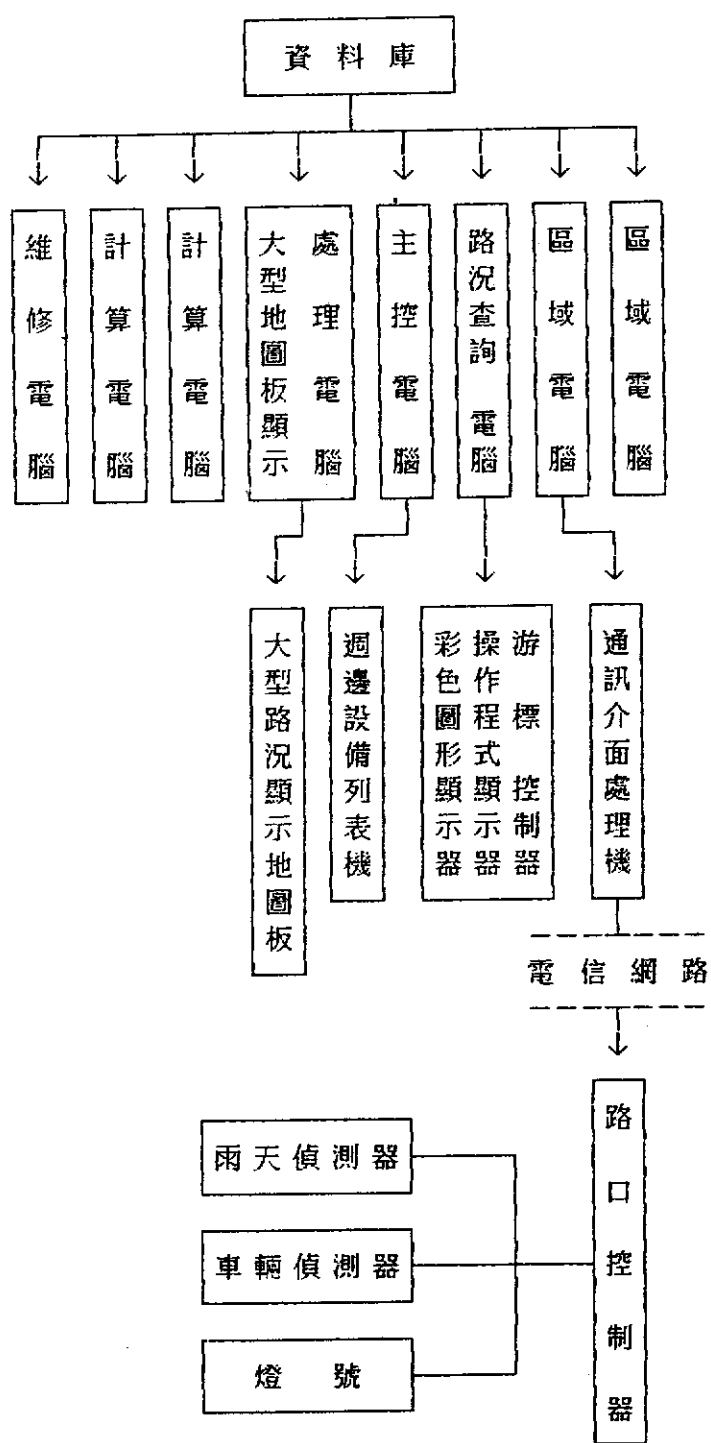 資料庫
維修電腦
計算電腦
計算電腦
大型地圖板顯示
處理電腦
主控電腦
路況查詢電腦
區域電腦
區域電腦
大型路況顯示地圖板
週邊設備列表機
彩色圖形顯示器
操作程式顯示器
游標控制器
通訊介面處理機
電信網路
路口控制器
雨天偵測器
車輛偵測器
燈號